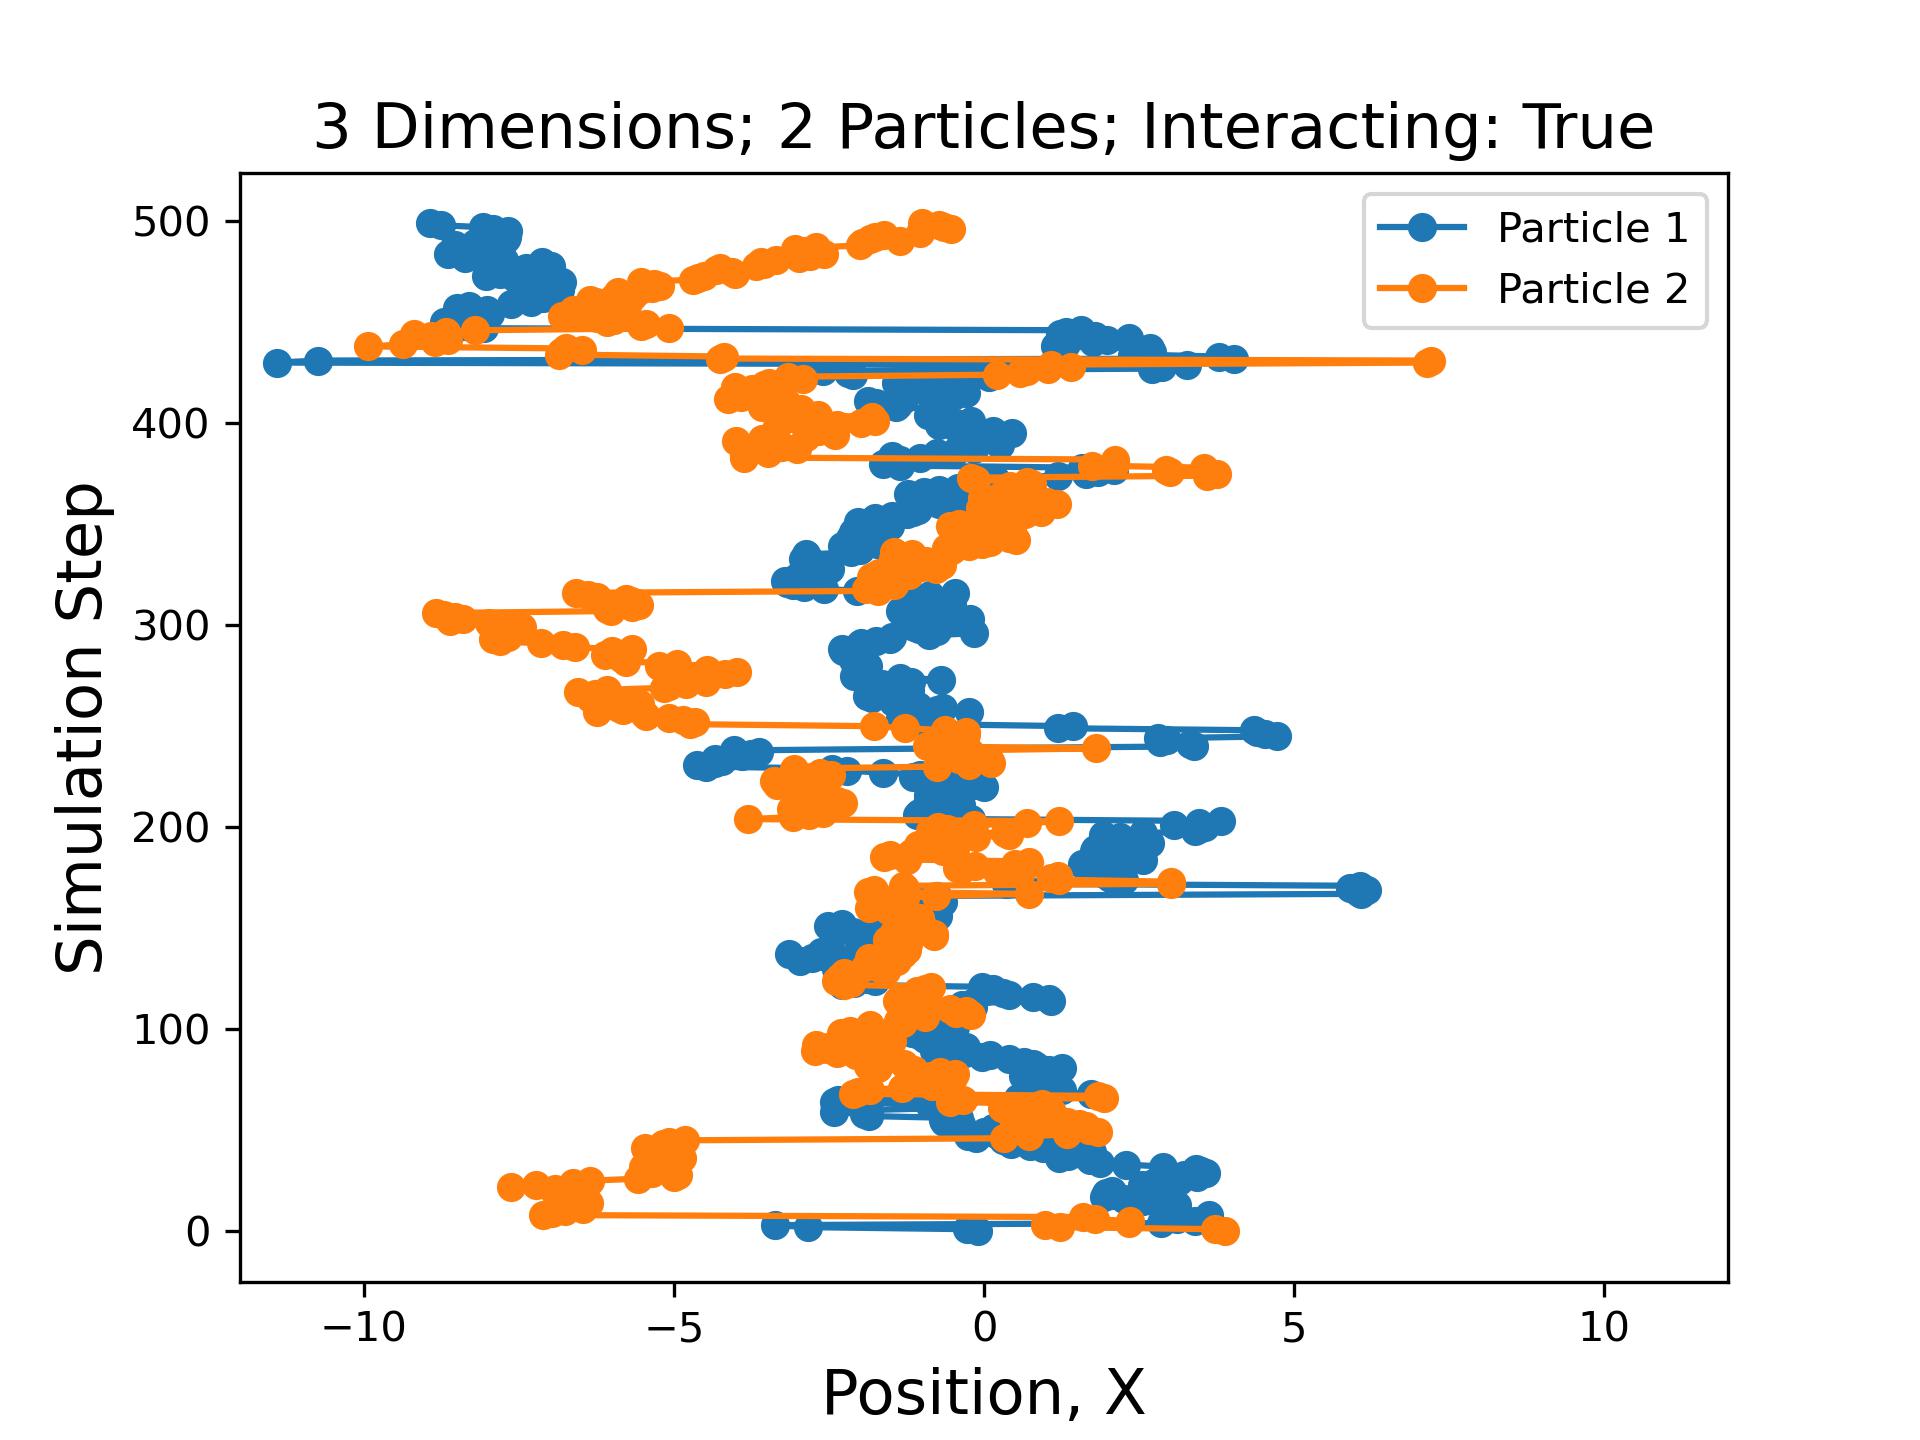 3 Dimensions; 2 Particles; Interacting: True
Particle 1
Particle 2
500
400
300
200
100
0
Simulation Step
−10
−5
0
5
10
Position, X